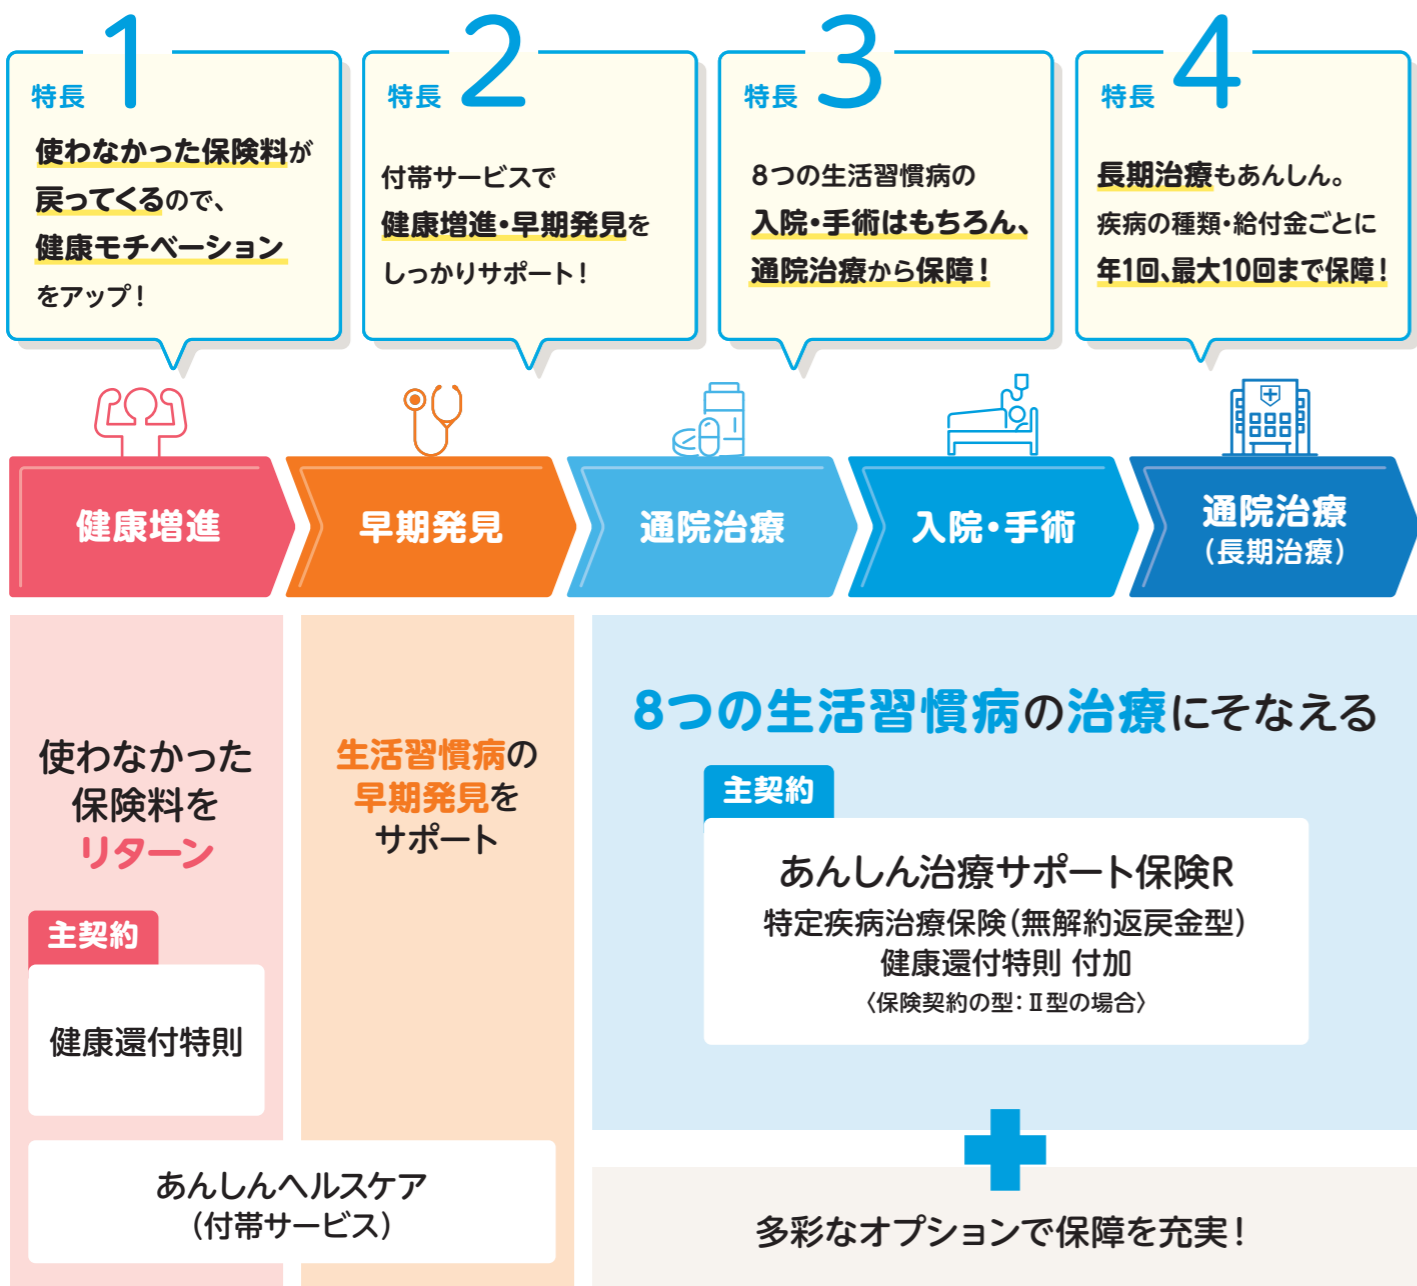 特長 1
使わなかった保険料が
戻ってくるので、
健康モチベーション
をアップ！
特長 2
付帯サービスで
健康増進・早期発見を
しっかりサポート！
特長 3
8つの生活習慣病の
入院・手術はもちろん、
通院治療から保障！
特長 4
長期治療もあんしん。
疾病の種類・給付金ごとに
年1回、最大10回まで保障！
健康増進
早期発見
通院治療
入院・手術
通院治療
（長期治療）
使わなかった
保険料を
リターン
主契約
健康還付特則
生活習慣病の
早期発見を
サポート
あんしんヘルスケア
（付帯サービス）
8つの生活習慣病の治療にそなえる
主契約
あんしん治療サポート保険R
特定疾病治療保険（無解約返戻金型）
健康還付特則 付加
〈保険契約の型：Ⅱ型の場合〉
多彩なオプションで保障を充実！